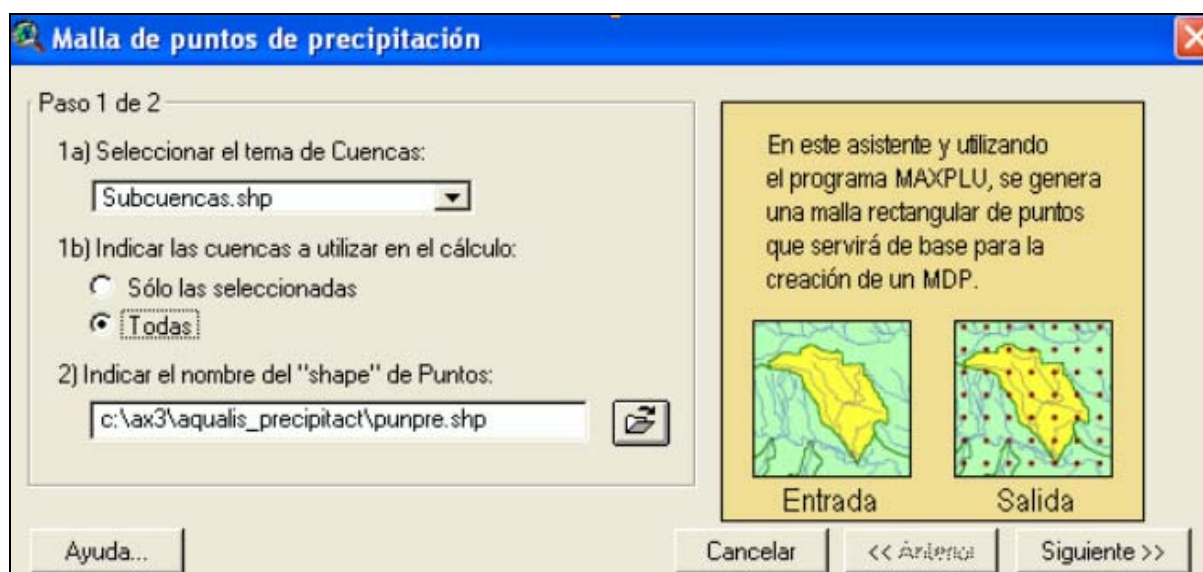 Malla de puntos de precipitación
Paso 1 de 2
1a) Seleccionar el tema de Cuencas:
Subcuencas.shp
1b) Indicar las cuencas a utilizar en el cálculo:
Sólo las seleccionadas
Todas
2) Indicar el nombre del "shape" de Puntos:
c:\ax3\aqualis_precipitact\punpre.shp
En este asistente y utilizando
el programa MAXPLU, se genera
una malla rectangular de puntos
que servirá de base para la
creación de un MDP.
Entrada
Salida
Ayuda...
Cancelar
<< Anterior
Siguiente >>